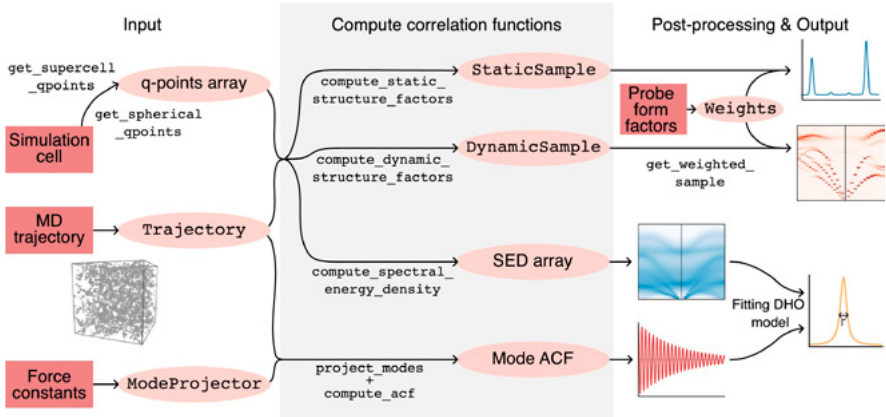 Input
Compute correlation functions
Post-processing & Output
get_supercell
_qpoints
q-points array
get_spherical
_qpoints
Simulation
cell
compute_static_
structure_factors
StaticSample
Probe
form
factors
Weights
compute_dynamic_
structure_factors
DynamicSample
get_weighted_
sample
MD
trajectory
Trajectory
compute_spectral_
energy_density
SED array
Fitting DHO
model
Γ
Force
constants
ModeProjector
project_modes
+
compute_acf
Mode ACF